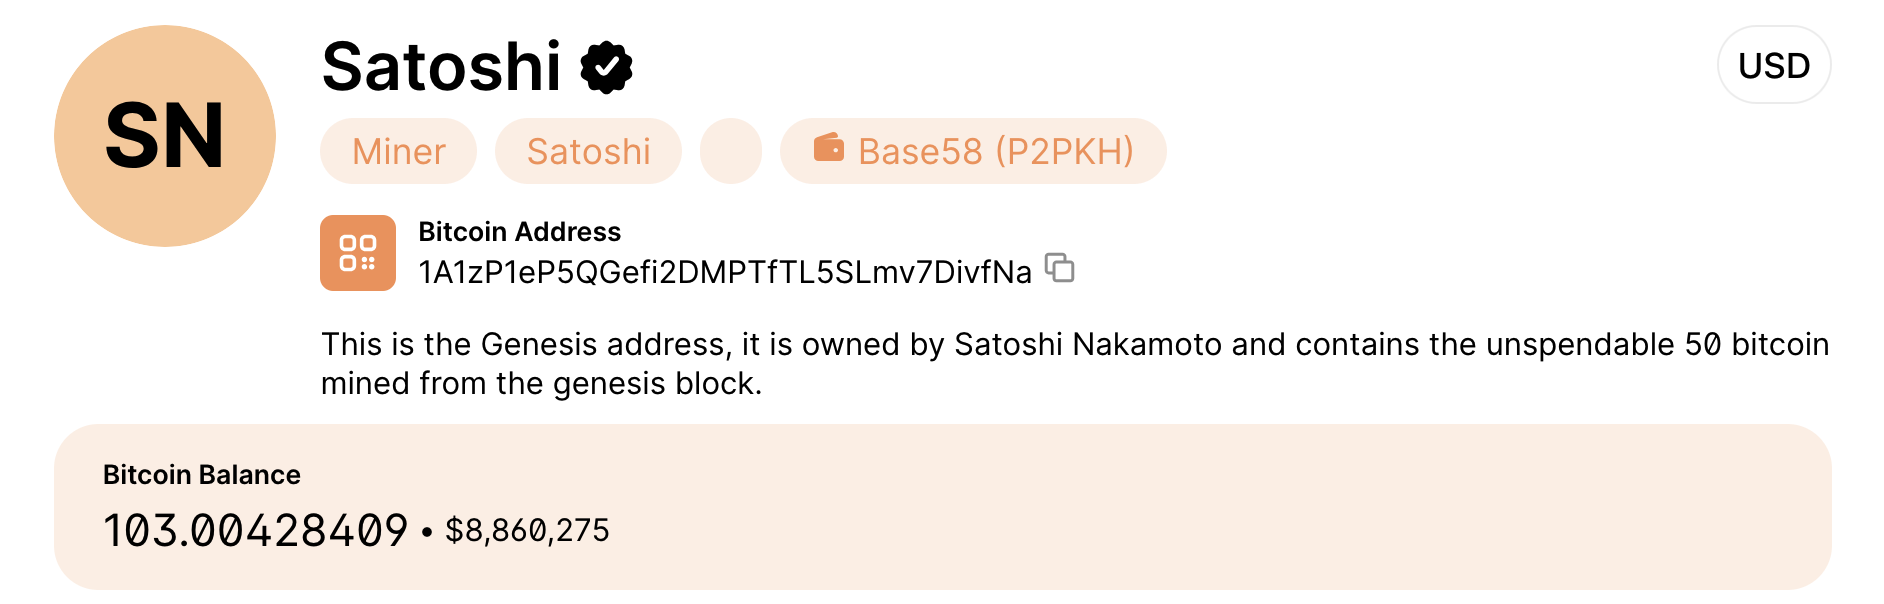 SN
Satoshi
USD
Miner
Satoshi
Base58 (P2PKH)
Bitcoin Address
1A1zP1eP5QGefi2DMPTfTL5SLmv7DivfNa
This is the Genesis address, it is owned by Satoshi Nakamoto and contains the unspendable 50 bitcoin
mined from the genesis block.
Bitcoin Balance
103.00428409 • $8,860,275